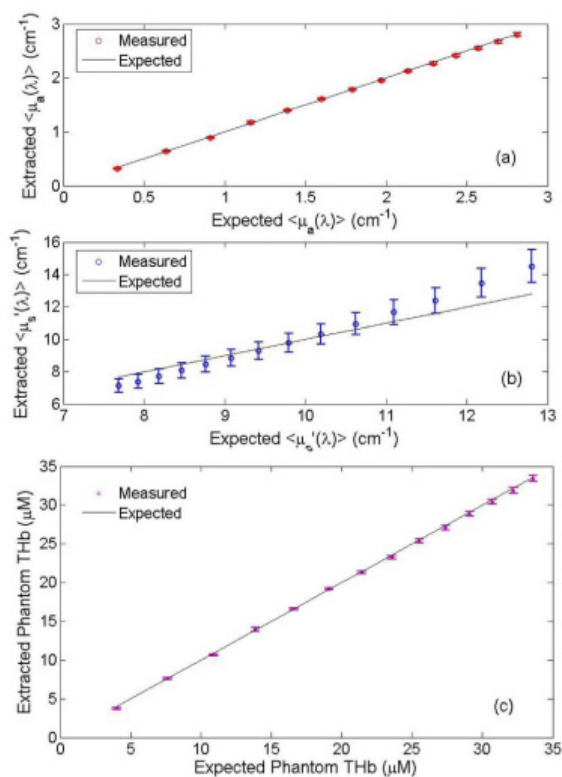 3
2
1
0
Measured
Expected
(a)
Extracted <μa(λ)> (cm-1)
0 0.5 1 1.5 2 2.5 3
Expected <μa(λ)> (cm-1)
16
14
12
10
8
6
Measured
Expected
(b)
Extracted <μs'(λ)> (cm-1)
7 8 9 10 11 12 13
Expected <μs'(λ)> (cm-1)
35
30
25
20
15
10
5
0
Measured
Expected
(c)
Extracted Phantom THb (μM)
0 5 10 15 20 25 30 35
Expected Phantom THb (μM)